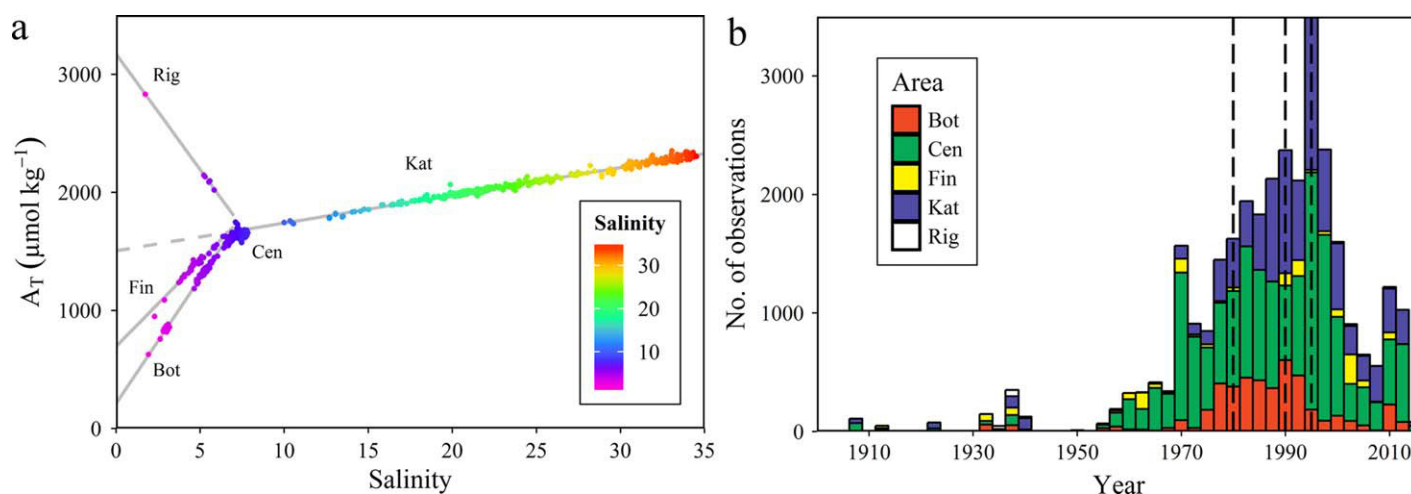 a
A_T (µmol kg⁻¹)
3000
2000
1000
0
Rig
Kat
Cen
Fin
Bot
Salinity
30
20
10
0 5 10 15 20 25 30 35
Salinity
b
No. of observations
3000
2000
1000
0
Area
Bot
Cen
Fin
Kat
Rig
1910 1930 1950 1970 1990 2010
Year